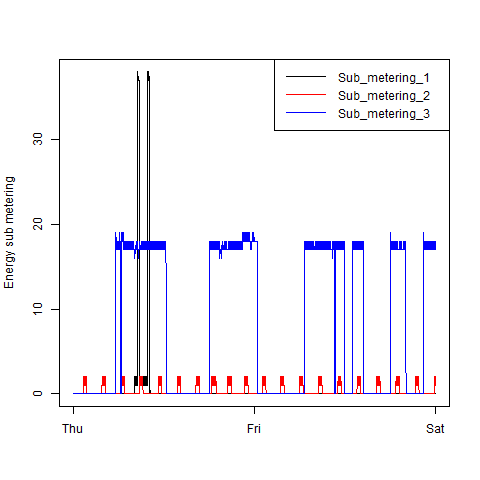 Sub_metering_1
Sub_metering_2
Sub_metering_3
Energy sub metering
30
20
10
0
Thu
Fri
Sat